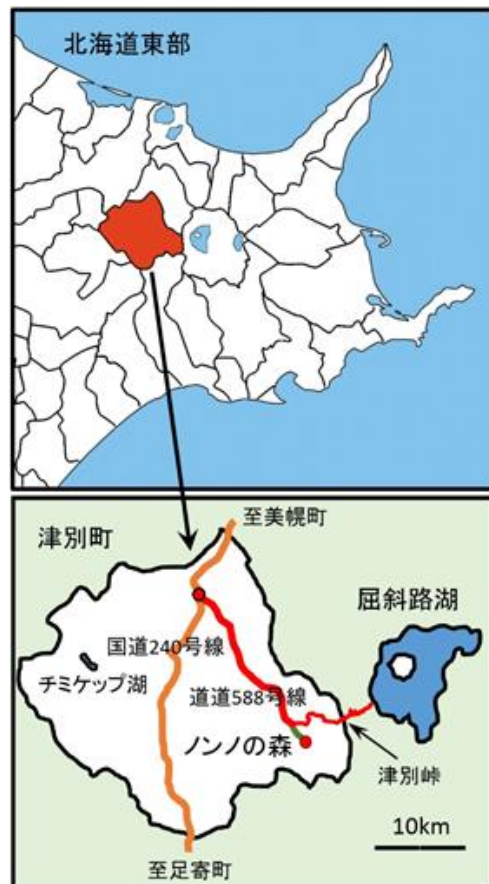 北海道東部
至美幌町
津別町
屈斜路湖
国道240号線
チミケップ湖
道道588号線
ノンノの森
津別峠
10km
至足寄町